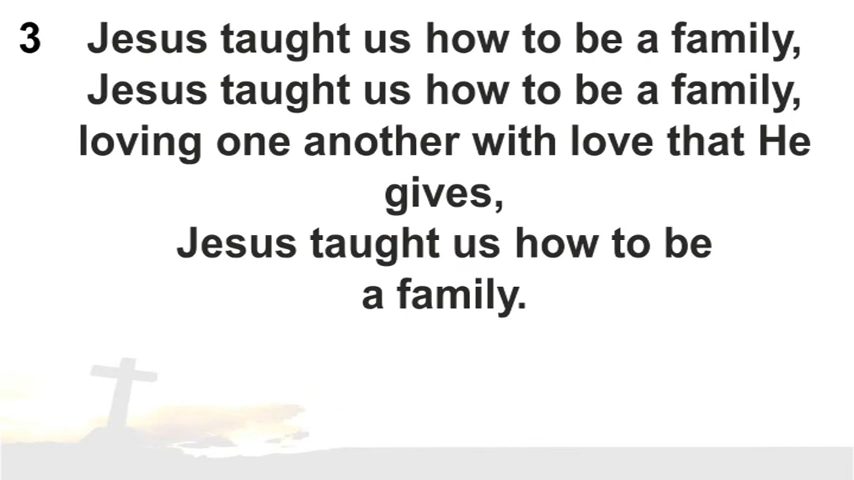 3 Jesus taught us how to be a family,
Jesus taught us how to be a family,
loving one another with love that He
gives,
Jesus taught us how to be
a family.